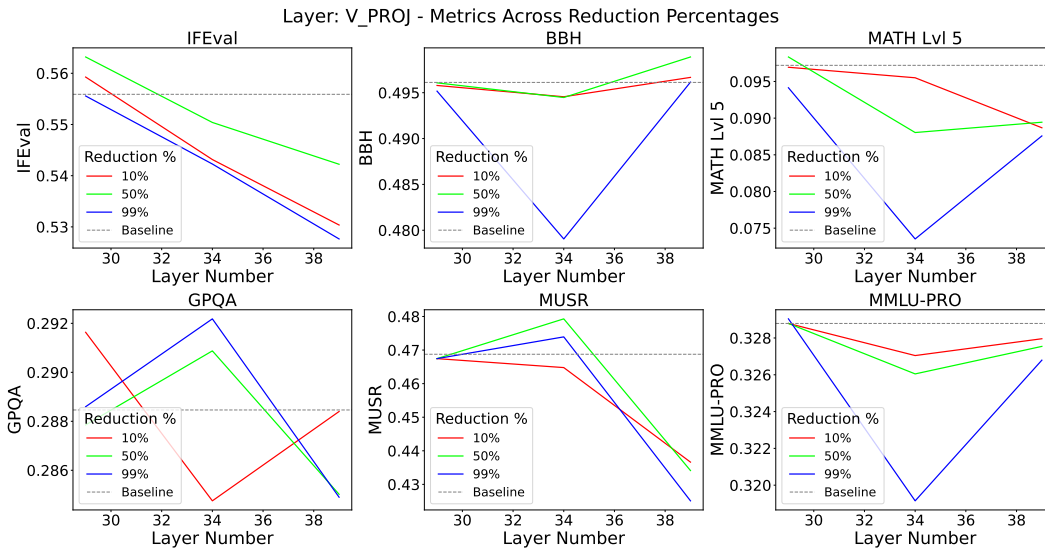 Layer: V_PROJ - Metrics Across Reduction Percentages
IFEval
IFEval
0.56
0.55
0.54
0.53
Reduction %
10%
50%
99%
Baseline
30
32
34
36
38
Layer Number
BBH
BBH
0.495
0.490
0.485
0.480
Reduction %
10%
50%
99%
Baseline
30
32
34
36
38
Layer Number
MATH Lvl 5
MATH Lvl 5
0.095
0.090
0.085
0.080
0.075
Reduction %
10%
50%
99%
Baseline
30
32
34
36
38
Layer Number
GPQA
GPQA
0.292
0.290
0.288
0.286
Reduction %
10%
50%
99%
Baseline
30
32
34
36
38
Layer Number
MUSR
MUSR
0.48
0.47
0.46
0.45
0.44
0.43
Reduction %
10%
50%
99%
Baseline
30
32
34
36
38
Layer Number
MMLU-PRO
MMLU-PRO
0.328
0.326
0.324
0.322
0.320
Reduction %
10%
50%
99%
Baseline
30
32
34
36
38
Layer Number